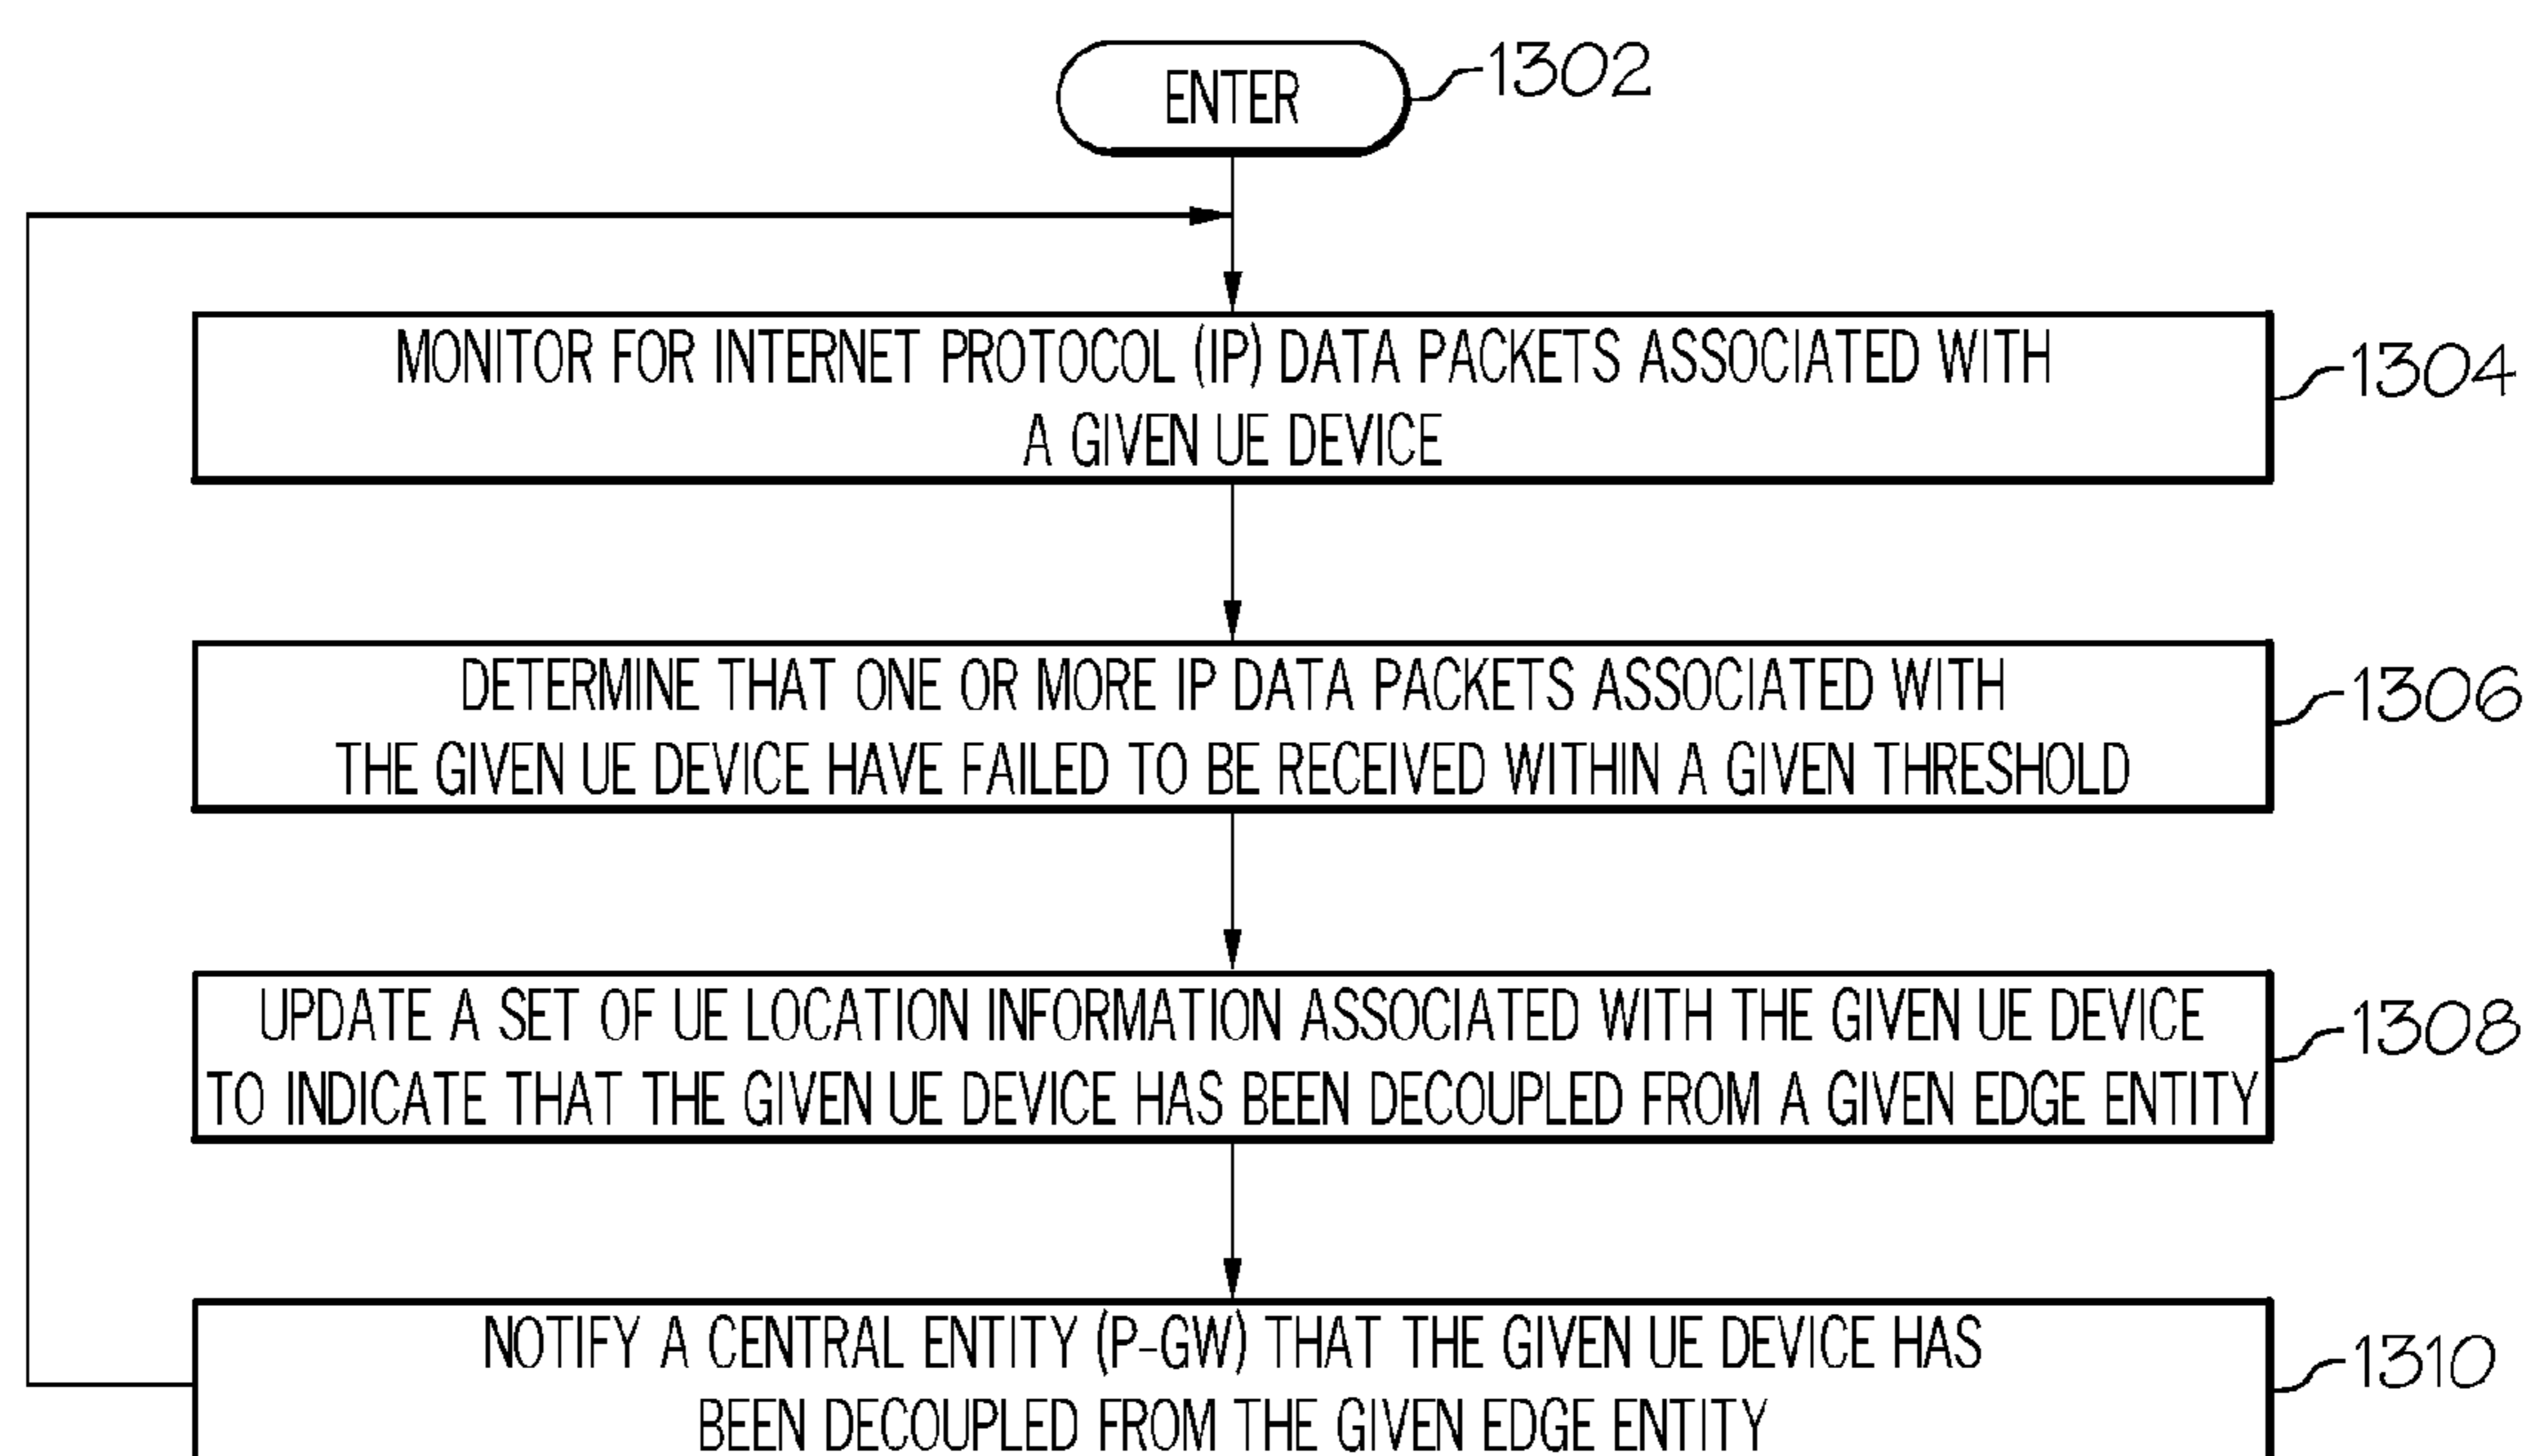 ENTER
1302
MONITOR FOR INTERNET PROTOCOL (IP) DATA PACKETS ASSOCIATED WITH
A GIVEN UE DEVICE
1304
DETERMINE THAT ONE OR MORE IP DATA PACKETS ASSOCIATED WITH
THE GIVEN UE DEVICE HAVE FAILED TO BE RECEIVED WITHIN A GIVEN THRESHOLD
1306
UPDATE A SET OF UE LOCATION INFORMATION ASSOCIATED WITH THE GIVEN UE DEVICE
TO INDICATE THAT THE GIVEN UE DEVICE HAS BEEN DECOUPLED FROM A GIVEN EDGE ENTITY
1308
NOTIFY A CENTRAL ENTITY (P-GW) THAT THE GIVEN UE DEVICE HAS
BEEN DECOUPLED FROM THE GIVEN EDGE ENTITY
1310